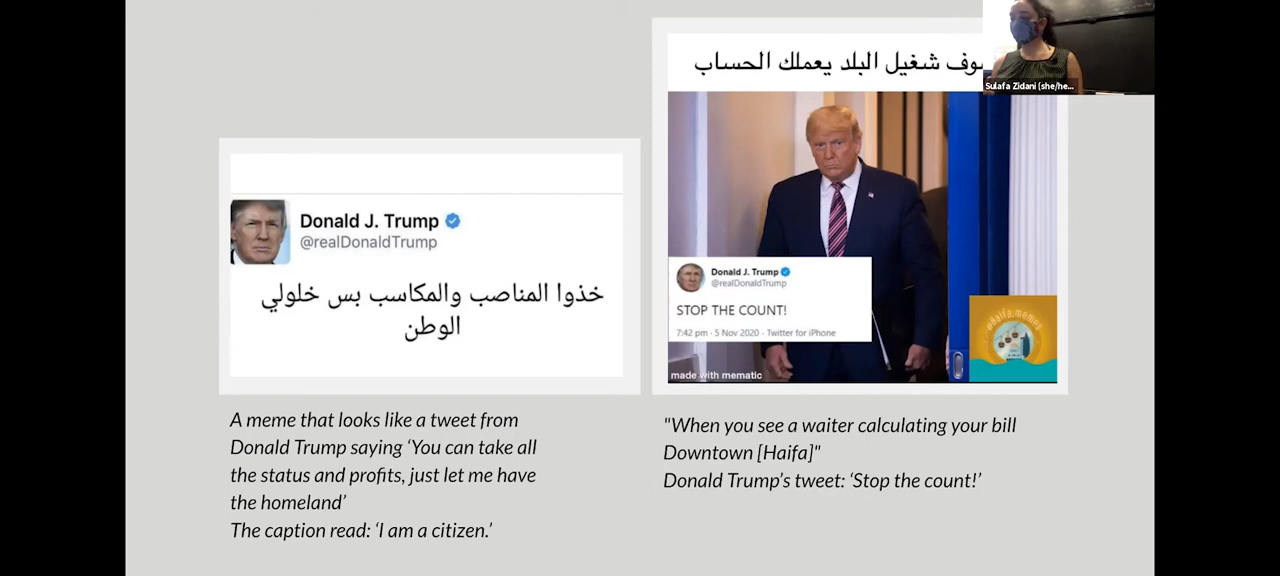 Donald J. Trump
@realDonaldTrump
خذوا المناصب والمكاسب بس خلولي
الوطن
A meme that looks like a tweet from
Donald Trump saying ‘You can take all
the status and profits, just let me have
the homeland’
The caption read: ‘I am a citizen.’
شغيل البلد يعملك الحساب
Donald J. Trump
@realDonaldTrump
STOP THE COUNT!
7:42 pm · 5 Nov 2020 · Twitter for iPhone
made with mematic
@haifa.memes
"When you see a waiter calculating your bill
Downtown [Haifa]"
Donald Trump’s tweet: ‘Stop the count!’
Sulafa Zidani (she/he...